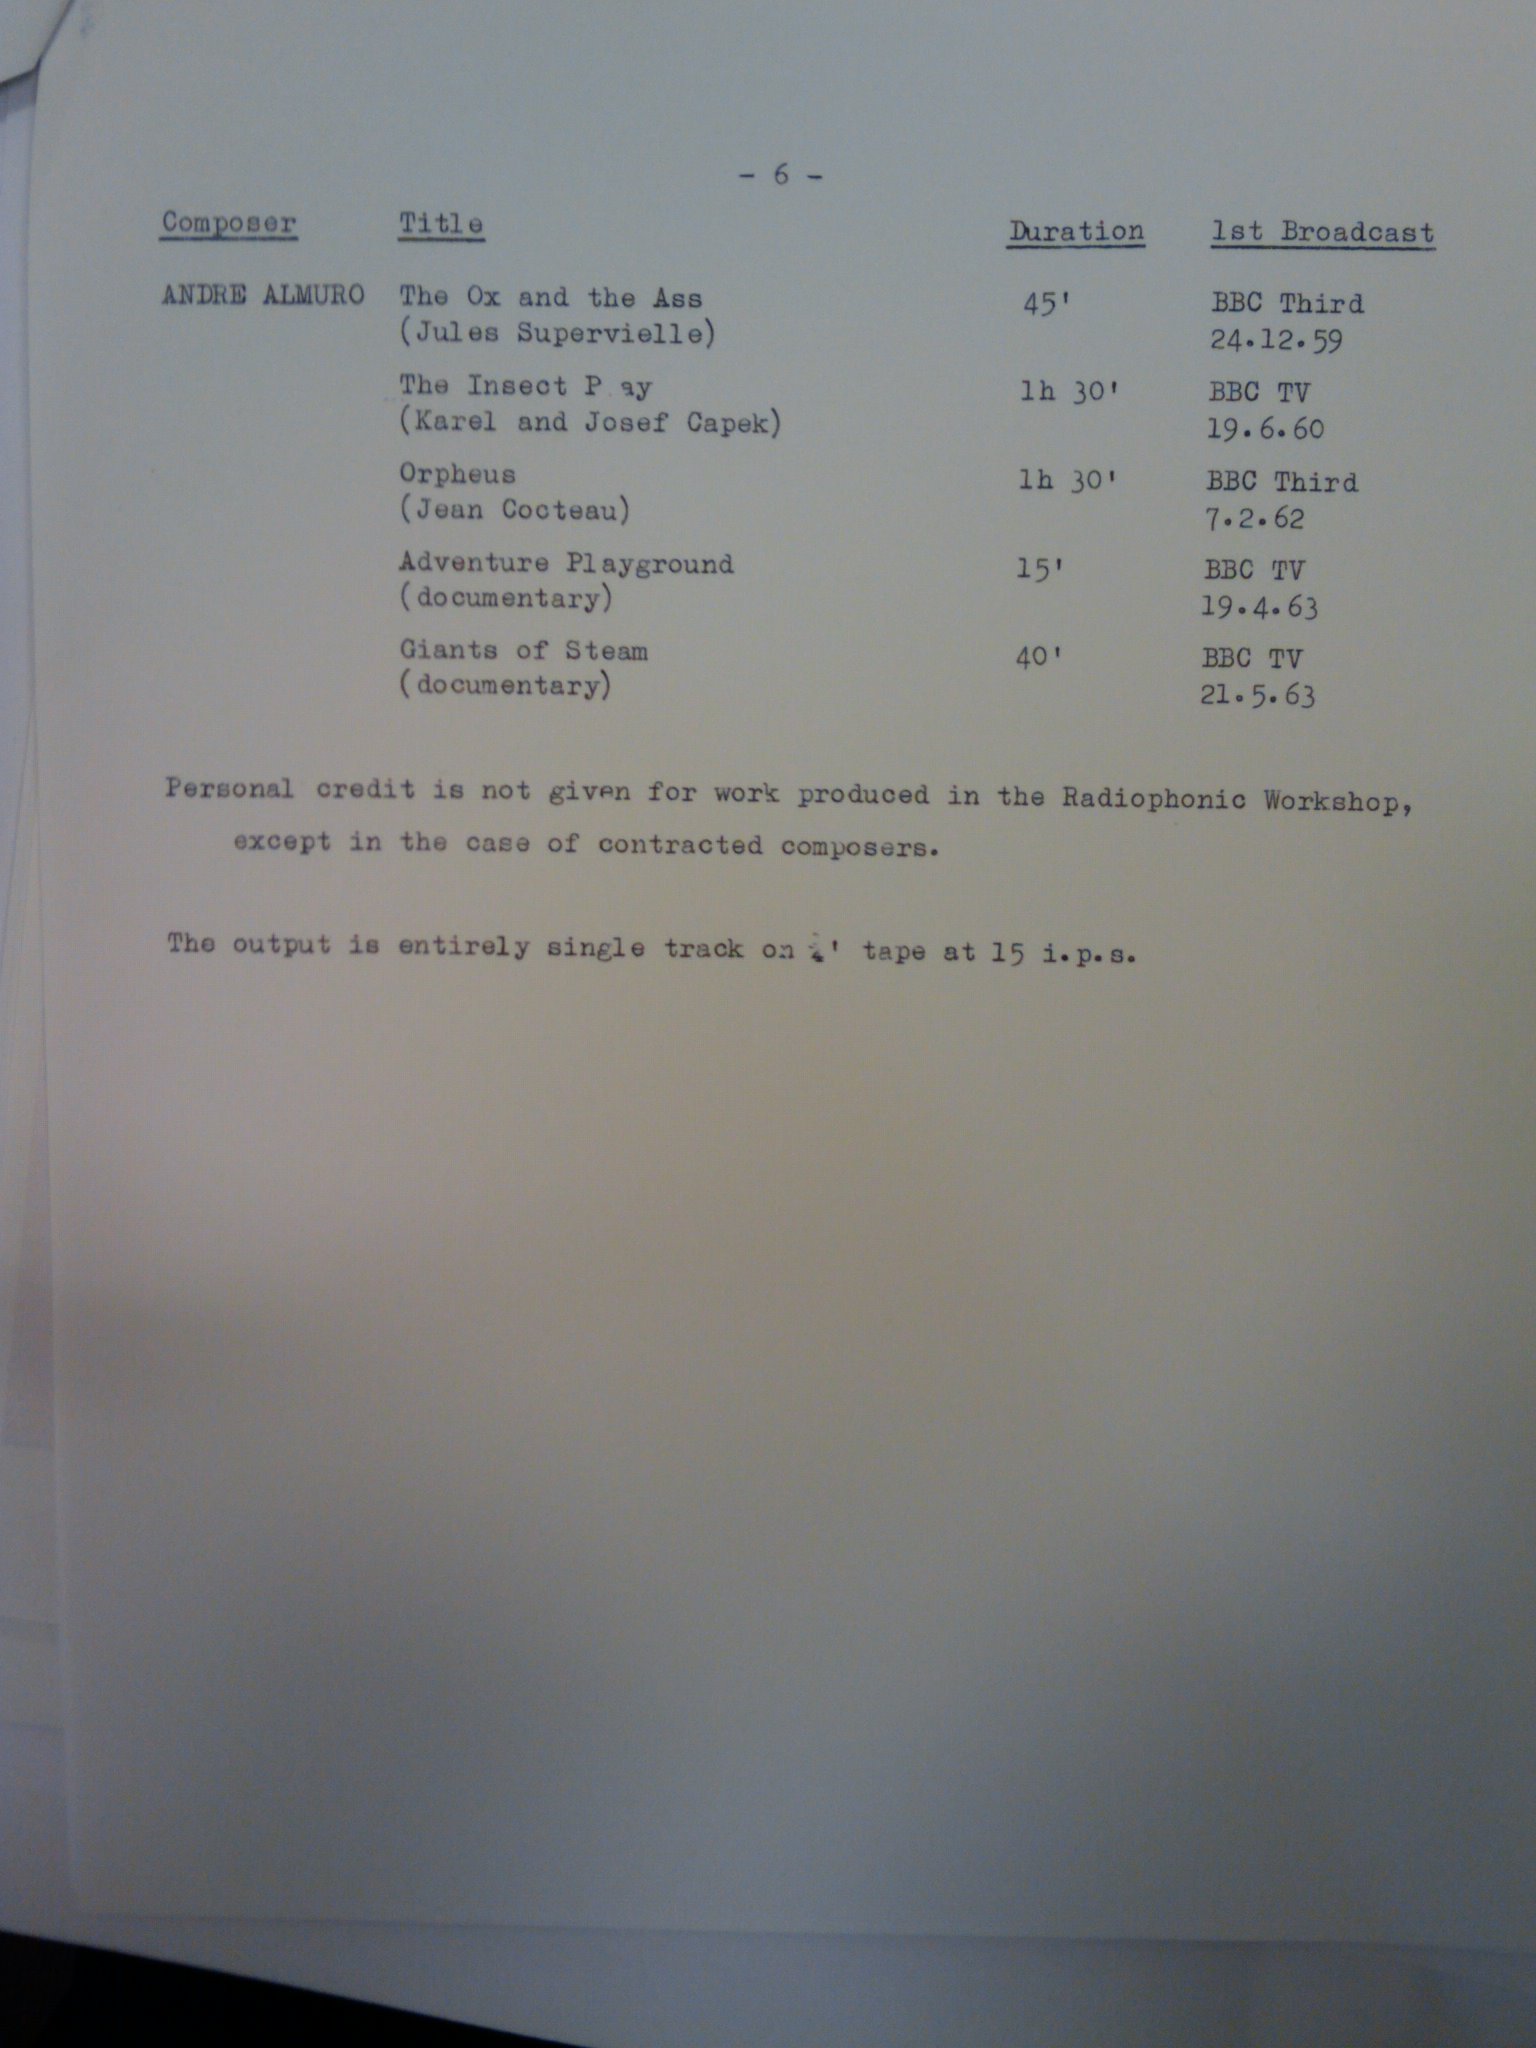 - 6 -
Composer Title Duration 1st Broadcast
ANDRE ALMURO The Ox and the Ass 45' BBC Third
(Jules Supervielle) 24.12.59
The Insect P ay 1h 30' BBC TV
(Karel and Josef Capek) 19.6.60
Orpheus 1h 30' BBC Third
(Jean Cocteau) 7.2.62
Adventure Playground 15' BBC TV
(documentary) 19.4.63
Giants of Steam 40' BBC TV
(documentary) 21.5.63
Personal credit is not given for work produced in the Radiophonic Workshop,
except in the case of contracted composers.
The output is entirely single track on ¼' tape at 15 i.p.s.